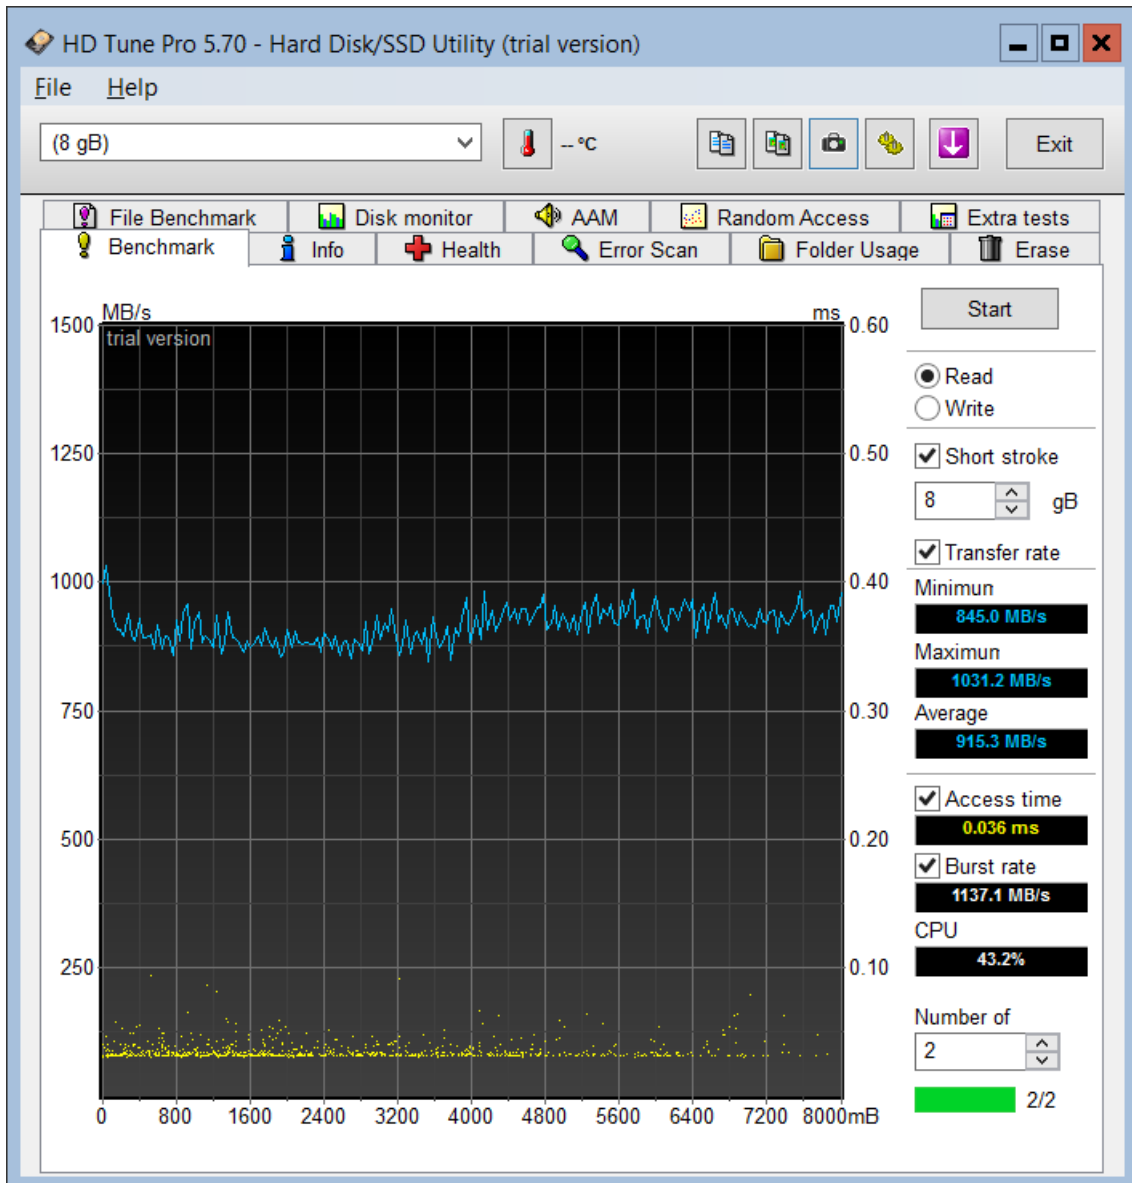 HD Tune Pro 5.70 - Hard Disk/SSD Utility (trial version)
File Help
(8 gB)
-- °C
Exit
File Benchmark Disk monitor AAM Random Access Extra tests
Benchmark Info Health Error Scan Folder Usage Erase
MB/s ms
trial version
1500
1250
1000
750
500
250
0.60
0.50
0.40
0.30
0.20
0.10
0 800 1600 2400 3200 4000 4800 5600 6400 7200 8000mB
Start
Read
Write
Short stroke
8 gB
Transfer rate
Minimun
845.0 MB/s
Maximun
1031.2 MB/s
Average
915.3 MB/s
Access time
0.036 ms
Burst rate
1137.1 MB/s
CPU
43.2%
Number of
2
2/2